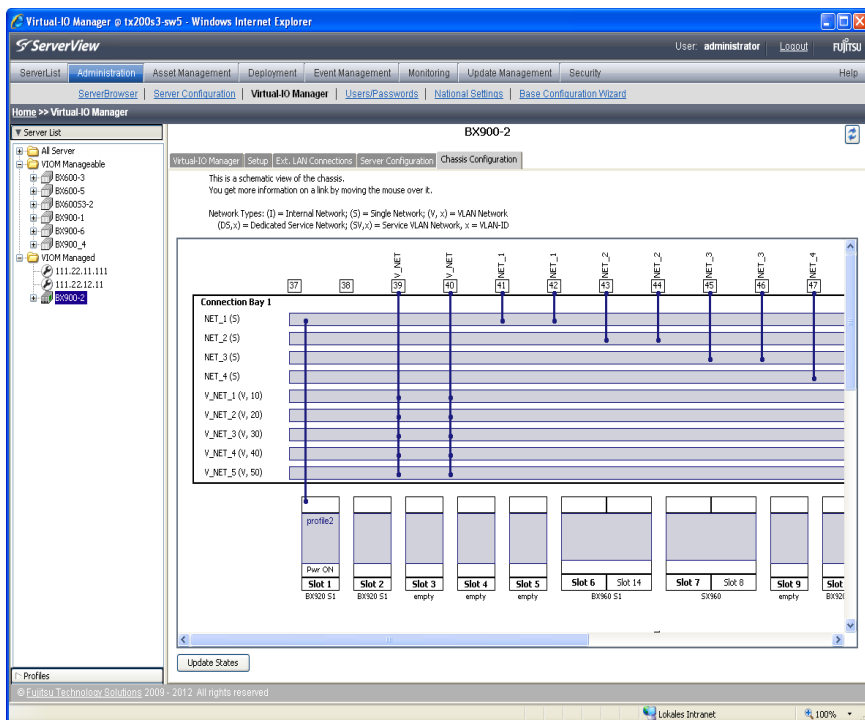 Virtual-IO Manager @ tx200s3-sw5 - Windows Internet Explorer
ServerView
User: administrator Logout FUJITSU
ServerList Administration Asset Management Deployment Event Management Monitoring Update Management Security Help
ServerBrowser | Server Configuration | Virtual-IO Manager | Users/Passwords | National Settings | Base Configuration Wizard
Home >> Virtual-IO Manager
Server List
All Server
VIOM Manageable
BX600-3
BX600-5
BX600S3-2
BX900-1
BX900-6
BX900_4
VIOM Managed
111.22.11.111
111.22.12.11
BX900-2
Profiles
BX900-2
Virtual-IO Manager Setup Ext. LAN Connections Server Configuration Chassis Configuration
This is a schematic view of the chassis.
You get more information on a link by moving the mouse over it.
Network Types: (I) = Internal Network; (S) = Single Network; (V, x) = VLAN Network
(DS,x) = Dedicated Service Network; (SV,x) = Service VLAN Network, x = VLAN-ID
V_NET V_NET NET_1 NET_1 NET_2 NET_2 NET_3 NET_3 NET_4
37 38 39 40 41 42 43 44 45 46 47
Connection Bay 1
NET_1 (S)
NET_2 (S)
NET_3 (S)
NET_4 (S)
V_NET_1 (V, 10)
V_NET_2 (V, 20)
V_NET_3 (V, 30)
V_NET_4 (V, 40)
V_NET_5 (V, 50)
profile2
Pwr ON
Slot 1 Slot 2 Slot 3 Slot 4 Slot 5 Slot 6 Slot 14 Slot 7 Slot 8 Slot 9 Slot
BX920 S1 BX920 S1 empty empty empty BX960 S1 SX960 empty BX920
Update States
© Fujitsu Technology Solutions 2009 - 2012 All rights reserved
Lokales Intranet 100%